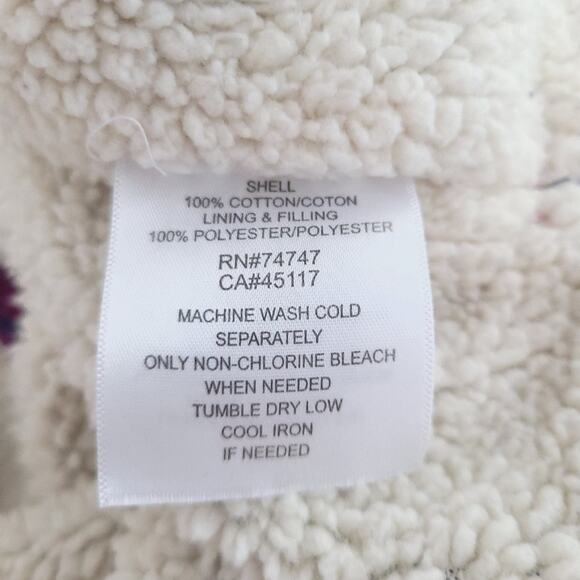 SHELL
100% COTTON/COTON
LINING & FILLING
100% POLYESTER/POLYESTER
RN#74747
CA#45117
MACHINE WASH COLD
SEPARATELY
ONLY NON-CHLORINE BLEACH
WHEN NEEDED
TUMBLE DRY LOW
COOL IRON
IF NEEDED